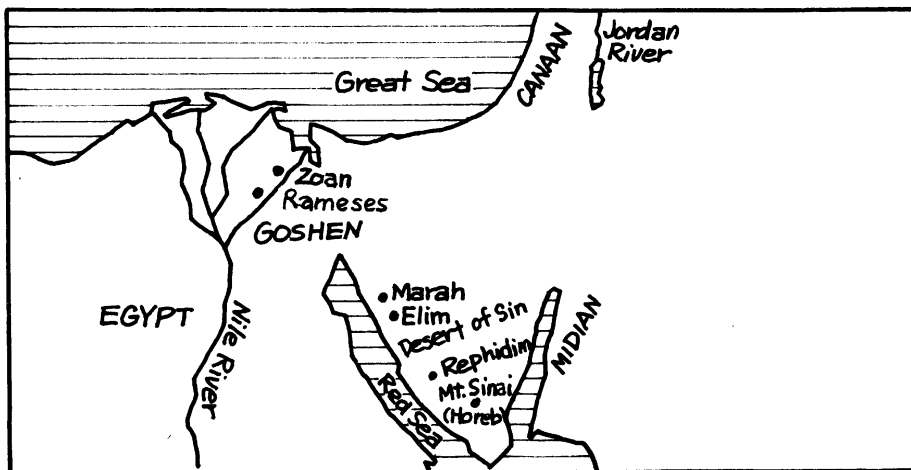 Jordan
River
CANAAN
Great Sea
Zoan
Rameses
GOSHEN
EGYPT
Nile River
Marah
Elim
Desert of Sin
Rephidim
Mt. Sinai
(Horeb)
Red Sea
MIDIAN